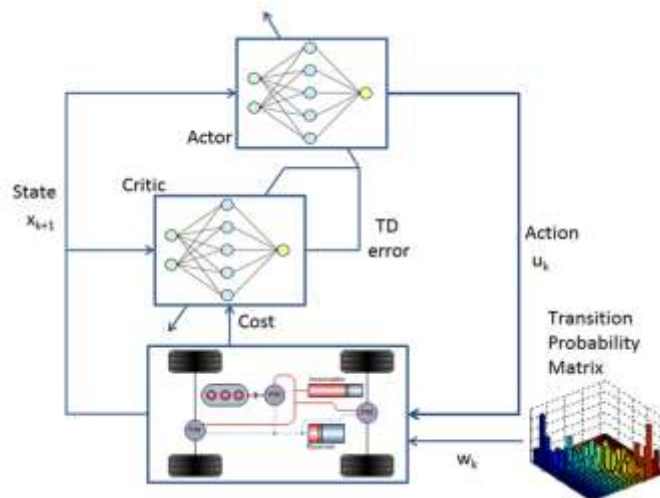 Actor
Critic
State
x_{k+1}
TD
error
Action
u_k
Cost
Transition
Probability
Matrix
w_k